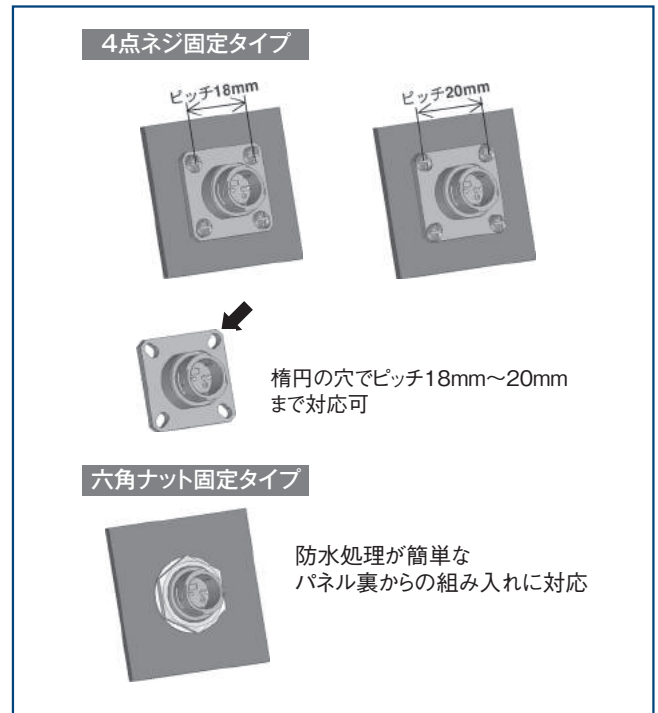 4点ネジ固定タイプ
ピッチ18mm
ピッチ20mm
楕円の穴でピッチ18mm～20mm
まで対応可
六角ナット固定タイプ
防水処理が簡単な
パネル裏からの組み入れに対応